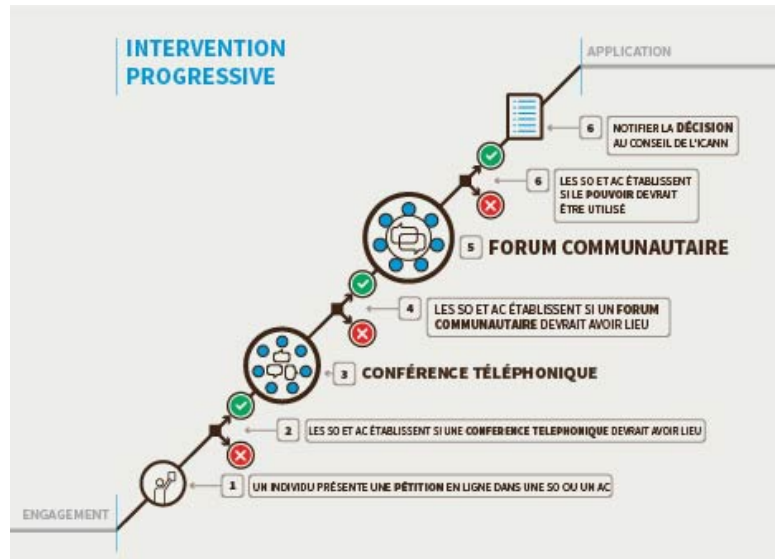 INTERVENTION
PROGRESSIVE
APPLICATION
6
NOTIFIER LA DÉCISION
AU CONSEIL DE L'ICANN
6
LES SO ET AC ÉTABLISSENT
SI LE POUVOIR DEVRAIT
ÊTRE UTILISÉ
5
FORUM COMMUNAUTAIRE
4
LES SO ET AC ÉTABLISSENT SI UN FORUM
COMMUNAUTAIRE DEVRAIT AVOIR LIEU
3
CONFÉRENCE TÉLÉPHONIQUE
2
LES SO ET AC ÉTABLISSENT SI UNE CONFERENCE TELEPHONIQUE DEVRAIT AVOIR LIEU
1
UN INDIVIDU PRÉSENTE UNE PÉTITION EN LIGNE DANS UNE SO OU UN AC
ENGAGEMENT